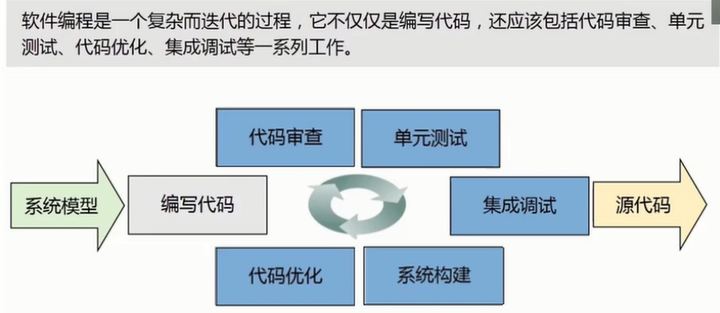 软件编程是一个复杂而迭代的过程，它不仅仅是编写代码，还应该包括代码审查、单元
测试、代码优化、集成调试等一系列工作。
代码审查
单元测试
系统模型
编写代码
集成调试
源代码
代码优化
系统构建